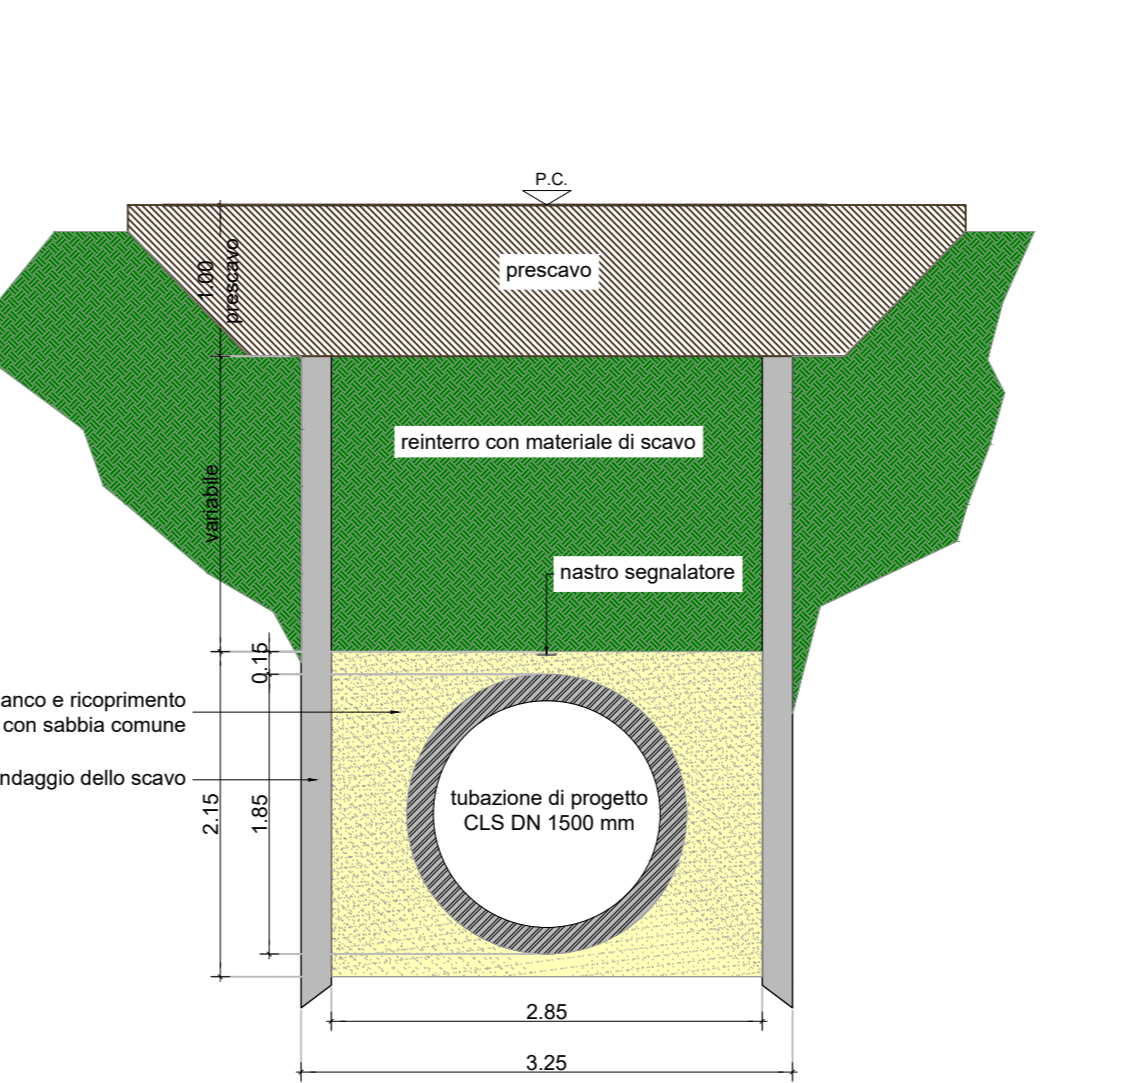 P.C.
prescavo
1.00
prescavo
reinterro con materiale di scavo
variabile
nastro segnalatore
0.15
anco e ricoprimento
con sabbia comune
ndaggio dello scavo
2.15
1.85
tubazione di progetto
CLS DN 1500 mm
2.85
3.25